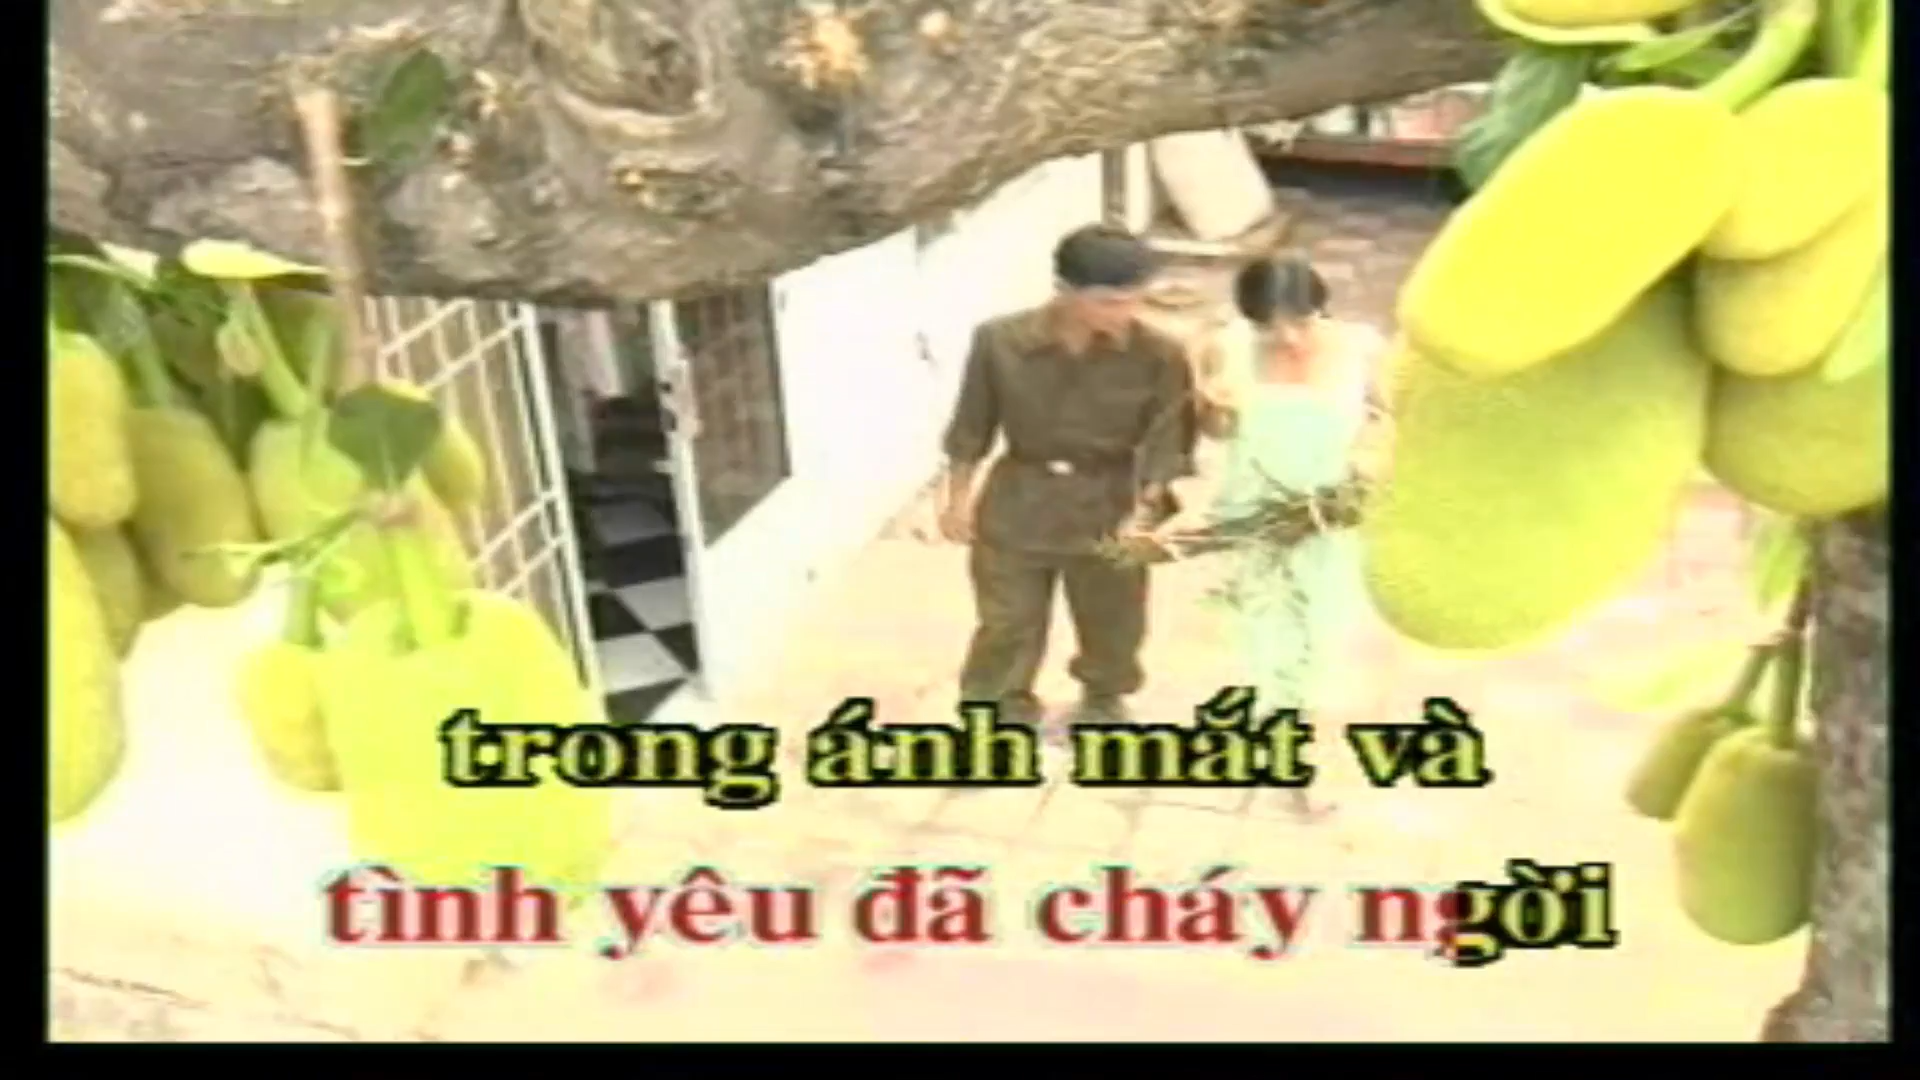 trong ánh mắt và
tình yêu đã cháy ngời